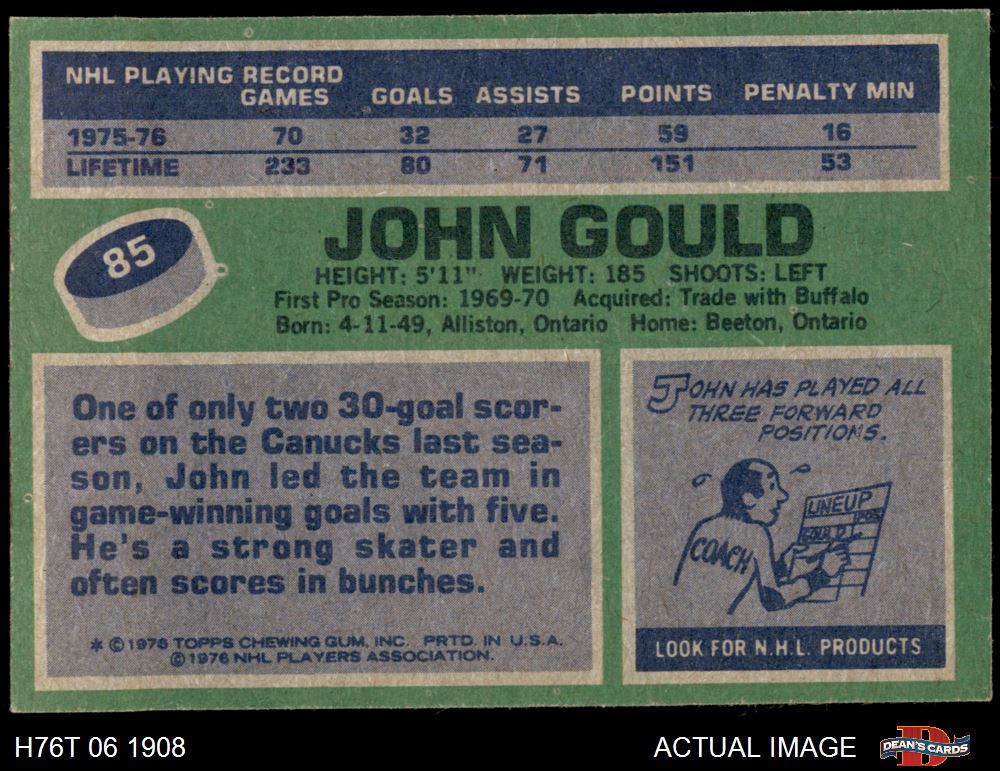 NHL PLAYING RECORD
GAMES GOALS ASSISTS POINTS PENALTY MIN
1975-76 70 32 27 59 16
LIFETIME 233 80 71 151 53
85
JOHN GOULD
HEIGHT: 5'11" WEIGHT: 185 SHOOTS: LEFT
First Pro Season: 1969-70 Acquired: Trade with Buffalo
Born: 4-11-49, Alliston, Ontario Home: Beeton, Ontario
One of only two 30-goal scor-
ers on the Canucks last sea-
son, John led the team in
game-winning goals with five.
He's a strong skater and
often scores in bunches.
* © 1976 TOPPS CHEWING GUM, INC. PRTD. IN U.S.A.
© 1976 NHL PLAYERS ASSOCIATION.
JOHN HAS PLAYED ALL
THREE FORWARD
POSITIONS.
LINEUP
GOULD
COACH
LOOK FOR N.H.L. PRODUCTS
H76T 06 1908
ACTUAL IMAGE
DEAN'S CARDS